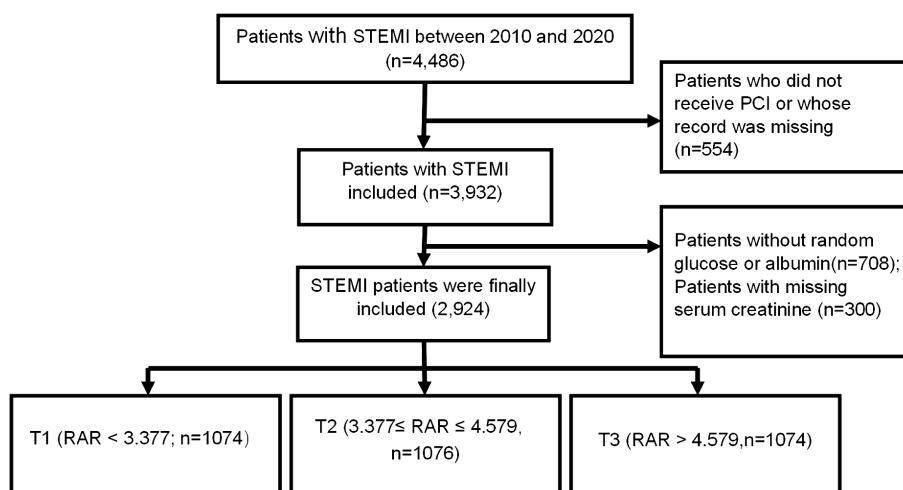 Patients with STEMI between 2010 and 2020
(n=4,486)
Patients who did not
receive PCI or whose
record was missing
(n=554)
Patients with STEMI
included (n=3,932)
Patients without random
glucose or albumin(n=708);
Patients with missing
serum creatinine (n=300)
STEMI patients were finally
included (2,924)
T1 (RAR < 3.377; n=1074)
T2 (3.377≤ RAR ≤ 4.579,
n=1076)
T3 (RAR > 4.579,n=1074)